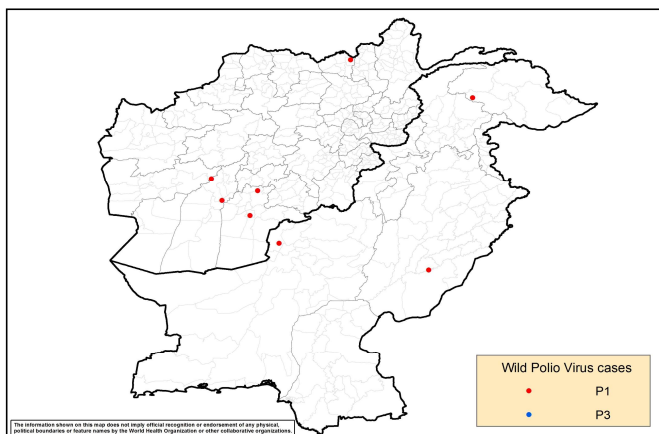 Wild Polio Virus cases
P1
P3
The information shown on this map does not imply official recognition or endorsement of any physical,
political boundaries or feature names by the World Health Organization or other collaborative organizations.